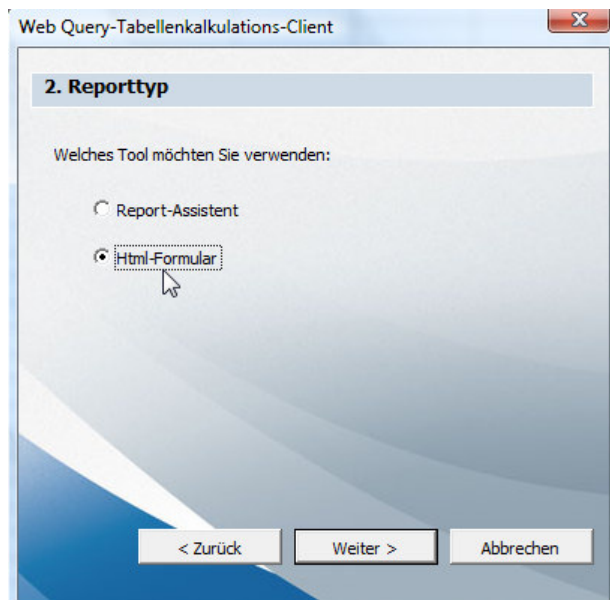 Web Query-Tabellenkalkulations-Client
2. Reporttyp
Welches Tool möchten Sie verwenden:
Report-Assistent
Html-Formular
< Zurück
Weiter >
Abbrechen